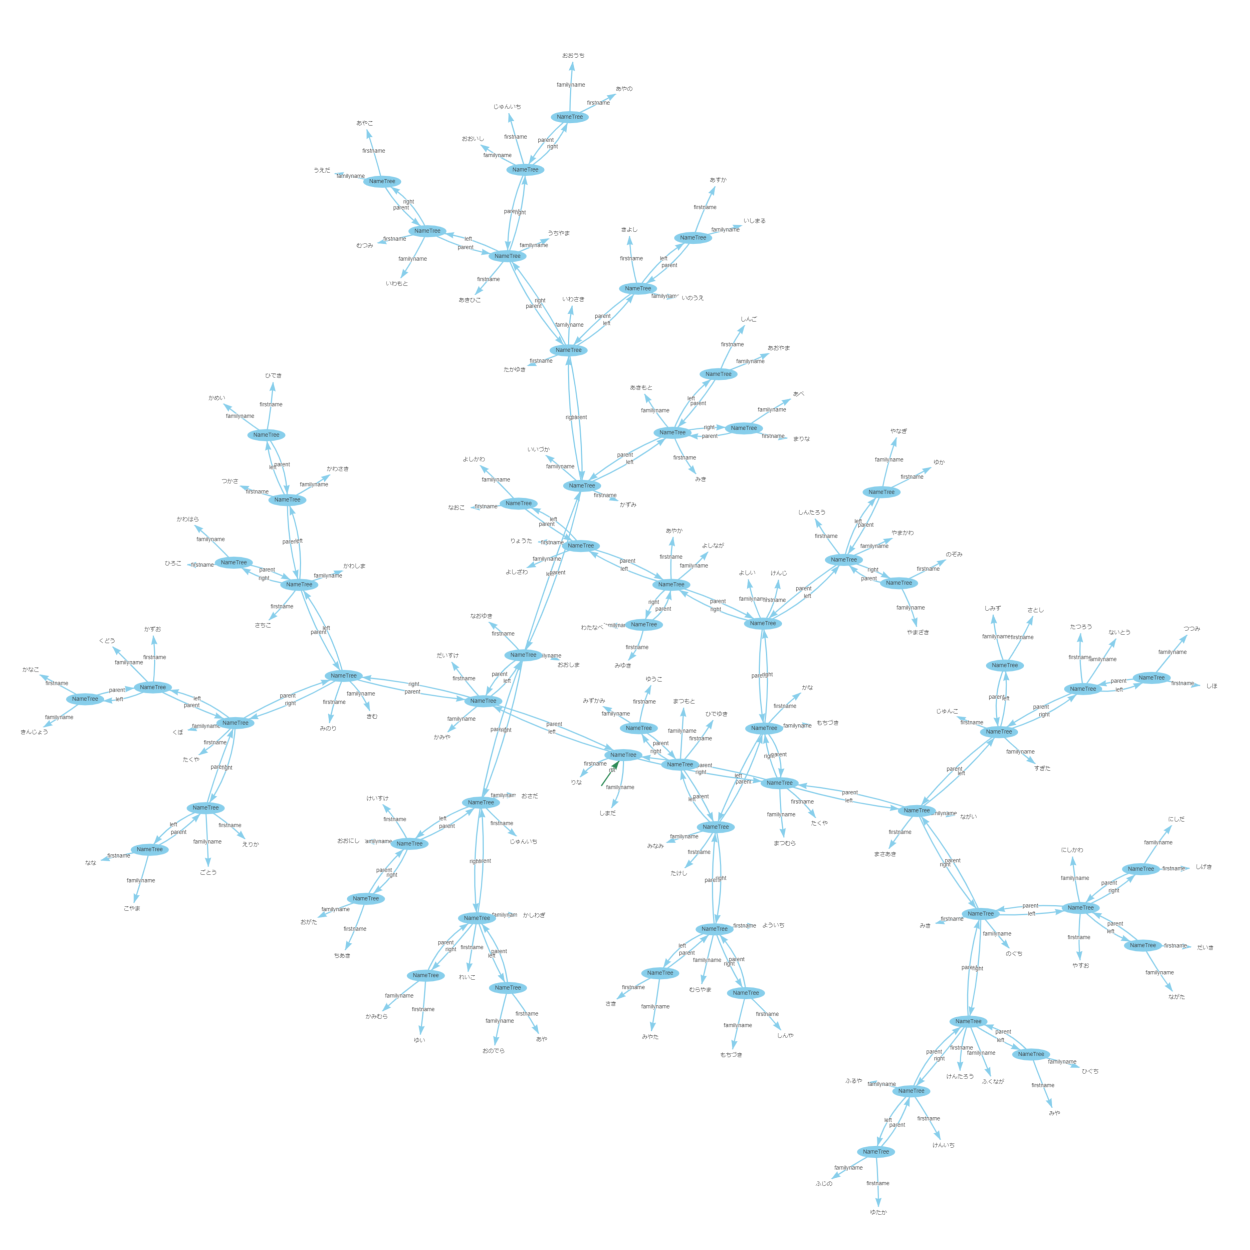 おおうち
familyname
あやの
firstname
NameTree
じゅんいち
firstname
おおいし
familyname
parent
right
NameTree
あやこ
firstname
うえだ
familyname
NameTree
right
parent
NameTree
むつみ
firstname
familyname
いわもと
left
parent
parent
right
NameTree
うちやま
familyname
firstname
あきひこ
right
parent
あすか
firstname
いしまる
familyname
NameTree
left
parent
きよし
firstname
NameTree
familyname
いのうえ
parent
left
いわさき
familyname
NameTree
firstname
たかゆき
right
parent
しんご
firstname
あおやま
familyname
NameTree
left
parent
あきもと
familyname
NameTree
firstname
みき
right
parent
NameTree
あべ
familyname
firstname
まりな
parent
left
いいづか
familyname
NameTree
firstname
かずみ
left
parent
ひでき
firstname
かめい
familyname
NameTree
parent
left
つかさ
firstname
かわさき
familyname
NameTree
parent
left
かわはら
familyname
ひろこ
firstname
NameTree
parent
right
かわしま
familyname
NameTree
firstname
さちこ
left
parent
よしかわ
familyname
なおこ
firstname
NameTree
left
parent
りょうた
firstname
NameTree
familyname
よしざわ
parent
left
あやか
firstname
よしなが
familyname
NameTree
right
parent
わたなべ
NameTree
firstname
みゆき
parent
right
よしい
familyname
けんじ
firstname
NameTree
parent
left
やなぎ
familyname
ゆか
firstname
NameTree
left
parent
しんたろう
firstname
やまかわ
familyname
NameTree
right
parent
のぞみ
firstname
NameTree
familyname
やまざき
parent
right
かな
firstname
もちづき
familyname
NameTree
parent
right
なおゆき
firstname
NameTree
familyname
おおしま
だいすけ
firstname
NameTree
familyname
かみや
parent
left
right
parent
NameTree
firstname
みのり
familyname
きむ
parent
right
かずお
firstname
くどう
familyname
NameTree
parent
left
かなこ
firstname
NameTree
familyname
きんじょう
left
parent
NameTree
くぼ
familyname
firstname
たくや
parent
right
NameTree
えりか
firstname
familyname
ごとう
left
parent
NameTree
なな
firstname
familyname
こやま
parent
left
NameTree
firstname
りな
familyname
しまだ
parent
right
ゆうこ
firstname
みずかみ
familyname
NameTree
parent
right
まつもと
familyname
ひでゆき
firstname
NameTree
parent
left
NameTree
familyname
みなみ
firstname
たけし
left
parent
NameTree
firstname
たくや
familyname
まつむら
parent
left
parent
right
NameTree
familyname
おさだ
firstname
じゅんいち
left
parent
けいすけ
firstname
NameTree
おおにし
familyname
parent
right
NameTree
familyname
おがた
firstname
ちあき
right
parent
NameTree
familyname
かしわぎ
firstname
れいこ
parent
right
NameTree
familyname
かみむら
firstname
ゆい
parent
left
NameTree
familyname
おのでら
firstname
あや
parent
right
NameTree
firstname
よういち
familyname
むらやま
left
parent
NameTree
firstname
さき
familyname
みやた
parent
right
NameTree
familyname
もちづき
firstname
しんや
NameTree
familyname
ながい
firstname
まさあき
parent
left
しみず
familyname
さとし
firstname
NameTree
parent
left
じゅんこ
firstname
NameTree
familyname
すぎた
parent
right
たつろう
firstname
ないとう
familyname
NameTree
parent
left
つつみ
familyname
NameTree
firstname
しほ
parent
right
NameTree
firstname
みき
familyname
のぐち
parent
left
にしかわ
familyname
NameTree
firstname
やすお
parent
right
にしだ
familyname
NameTree
firstname
しげき
parent
left
NameTree
firstname
だいき
familyname
ながた
parent
right
NameTree
firstname
けんたろう
familyname
ふくなが
parent
left
NameTree
familyname
ひぐち
firstname
みや
parent
right
ふるや
familyname
NameTree
firstname
けんいち
left
parent
NameTree
familyname
ふじの
firstname
ゆたか